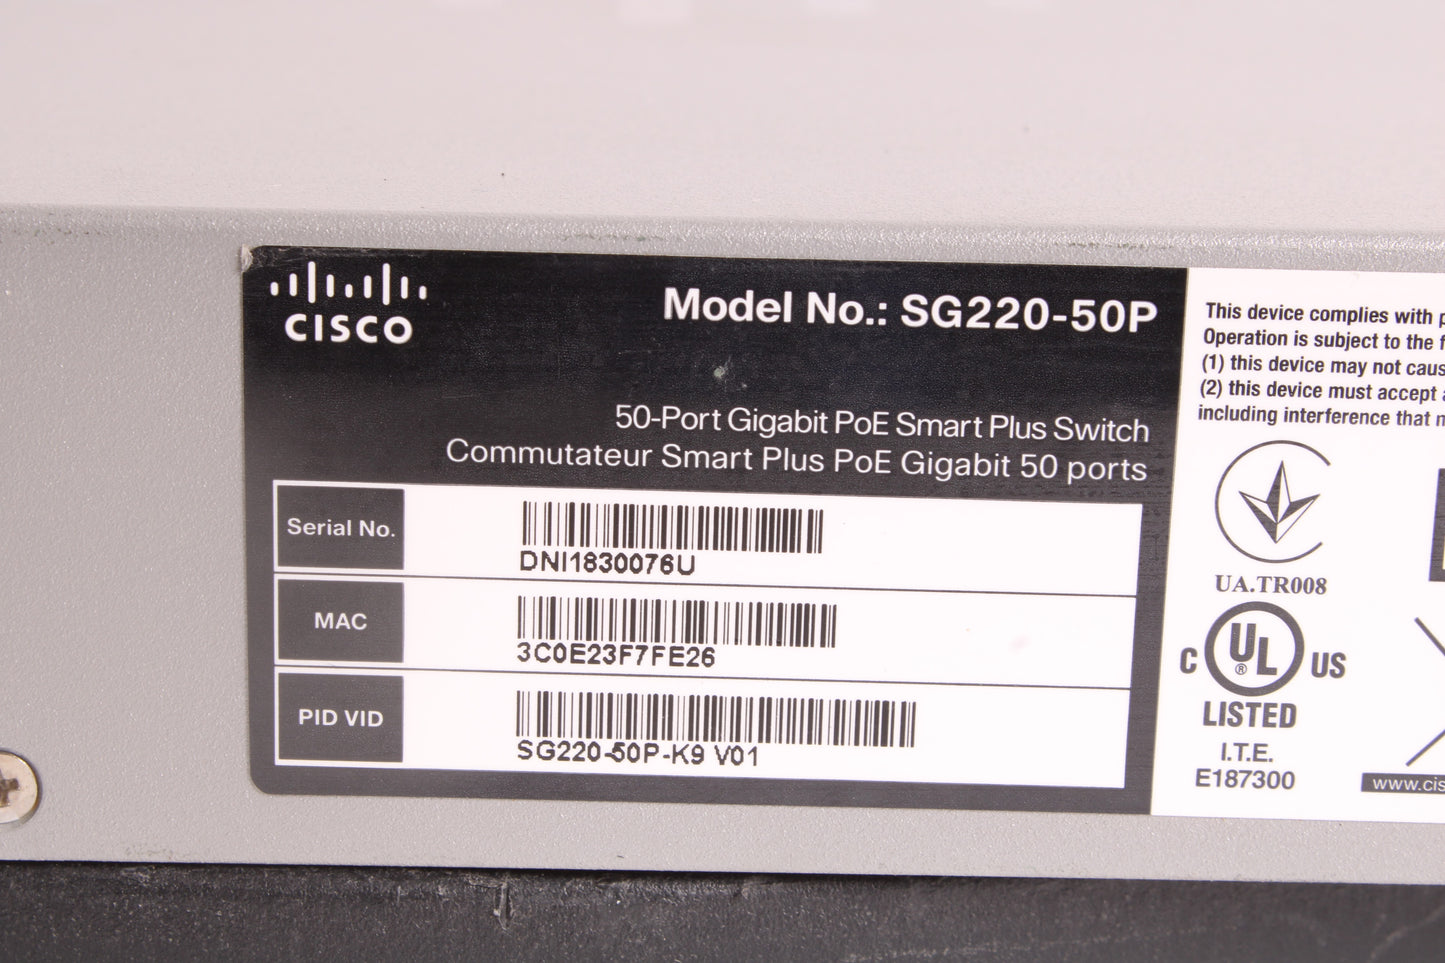 CISCO
Model No.: SG220-50P
50-Port Gigabit PoE Smart Plus Switch
Commutateur Smart Plus PoE Gigabit 50 ports
Serial No.
DNI1830076U
MAC
3C0E23F7FE26
PID VID
SG220-50P-K9 V01
This device complies with
Operation is subject to the
(1) this device may not
(2) this device must accept
including interference that
UA.TR008
C UL® US
LISTED
I.T.E.
E187300